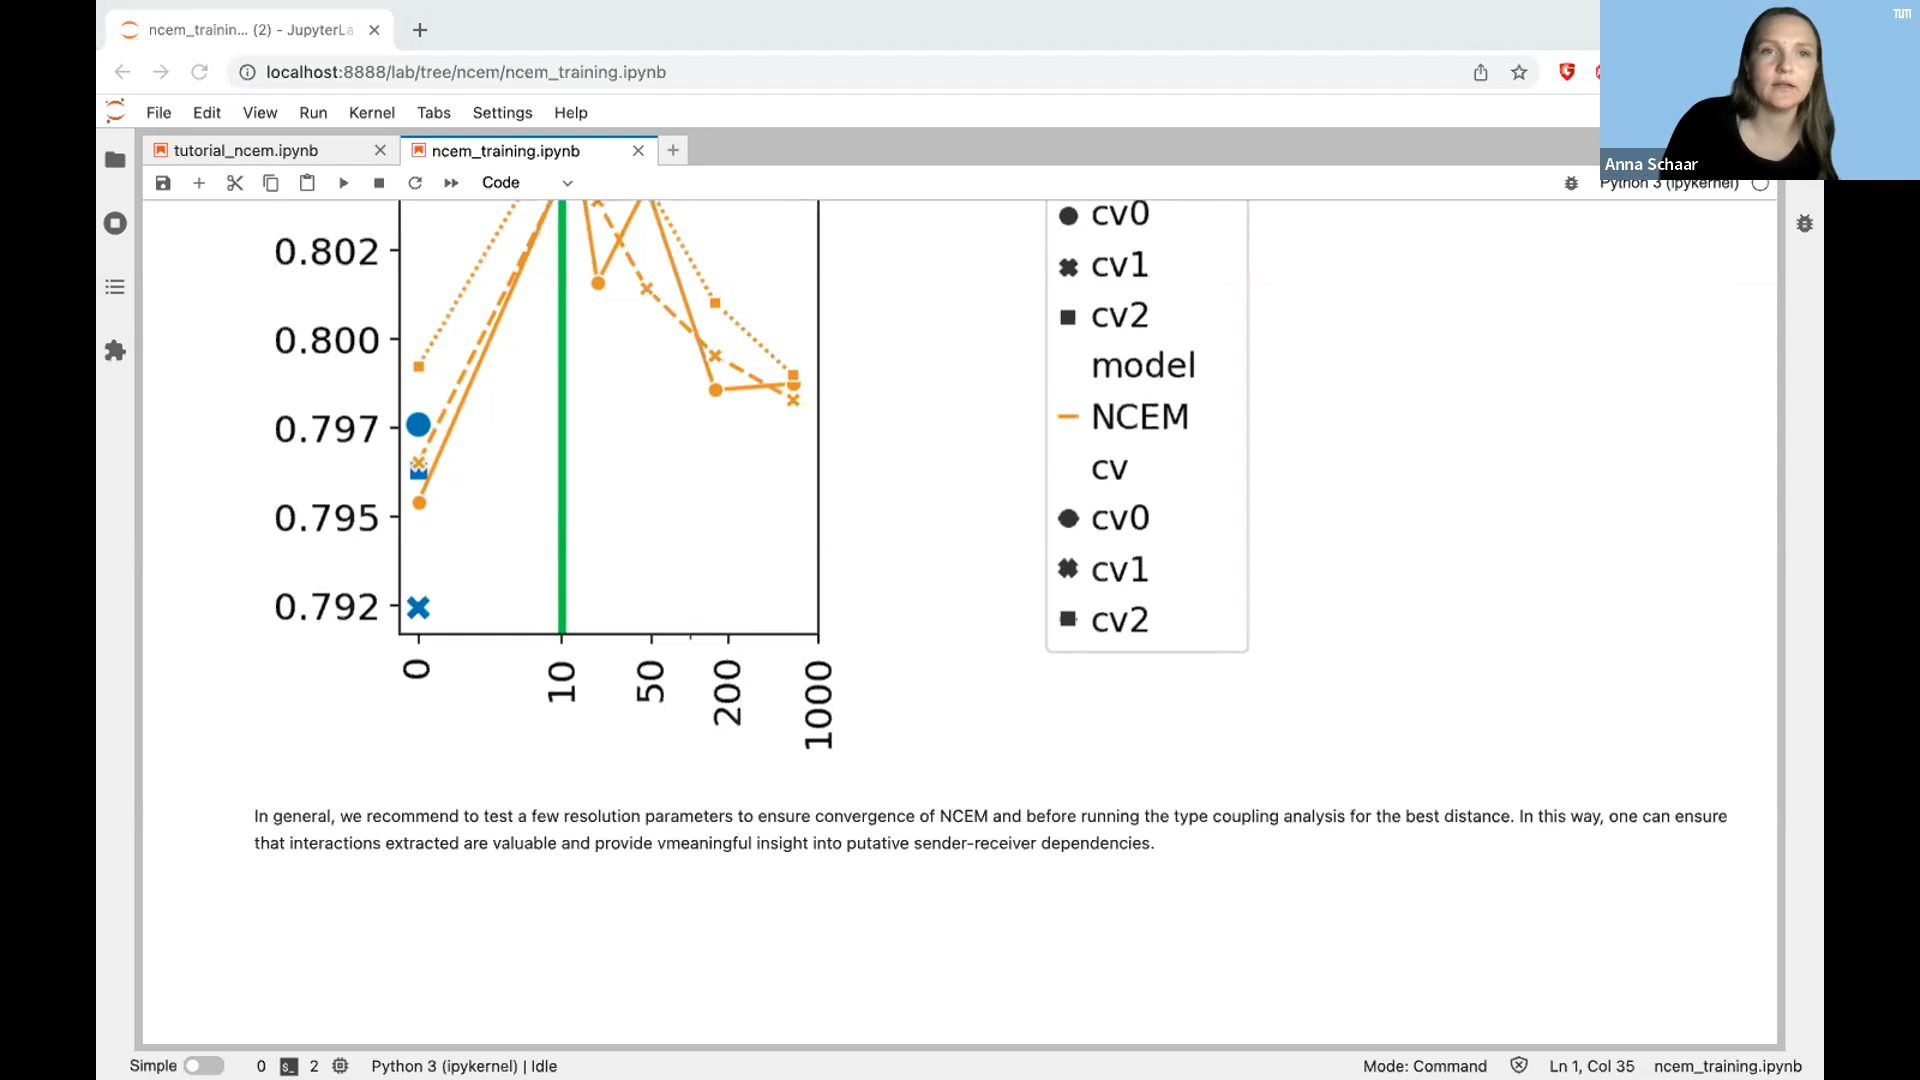 ncem_trainin... (2) - JupyterLa
localhost:8888/lab/tree/ncem/ncem_training.ipynb
TUM
File Edit View Run Kernel Tabs Settings Help
Anna Schaar
tutorial_ncem.ipynb
ncem_training.ipynb
Code
Python 3 (ipykernel)
0.802
0.800
0.797
0.795
0.792
0
10
50
200
1000
cv0
cv1
cv2
model
NCEM
cv
cv0
cv1
cv2
In general, we recommend to test a few resolution parameters to ensure convergence of NCEM and before running the type coupling analysis for the best distance. In this way, one can ensure
that interactions extracted are valuable and provide vmeaningful insight into putative sender-receiver dependencies.
Simple 0 2 Python 3 (ipykernel) | Idle Mode: Command Ln 1, Col 35 ncem_training.ipynb